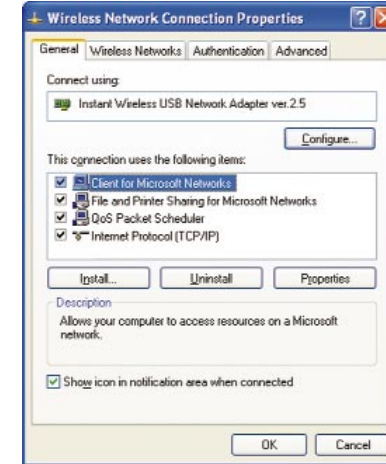 Wireless Network Connection Properties
General Wireless Networks Authentication Advanced
Connect using:
Instant Wireless USB Network Adapter ver.2.5
Configure...
This connection uses the following items:
Client for Microsoft Networks
File and Printer Sharing for Microsoft Networks
QoS Packet Scheduler
Internet Protocol (TCP/IP)
Install... Uninstall Properties
Description
Allows your computer to access resources on a Microsoft
network.
Show icon in notification area when connected
OK Cancel